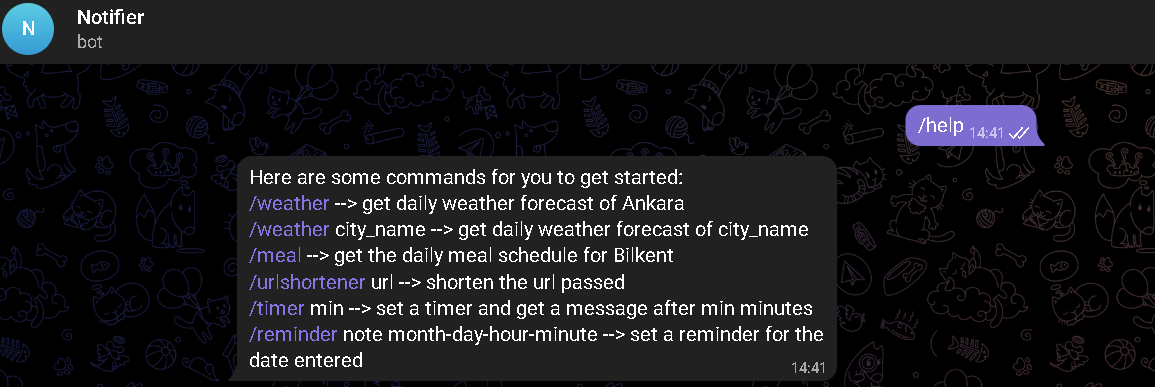 N
Notifier
bot
/help 14:41
Here are some commands for you to get started:
/weather --> get daily weather forecast of Ankara
/weather city_name --> get daily weather forecast of city_name
/meal --> get the daily meal schedule for Bilkent
/urlshortener url --> shorten the url passed
/timer min --> set a timer and get a message after min minutes
/reminder note month-day-hour-minute --> set a reminder for the
date entered
14:41